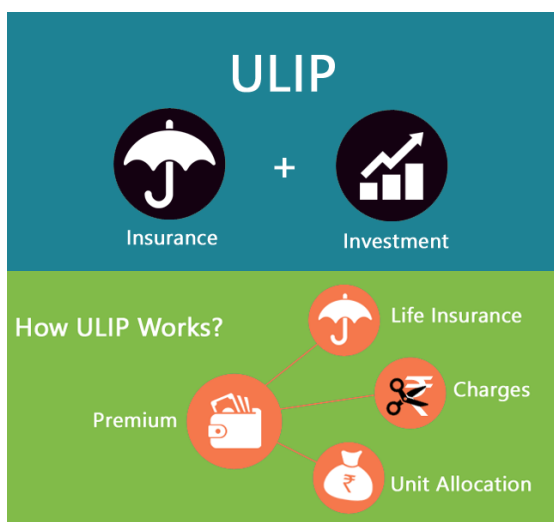 ULIP
+
Insurance
Investment
How ULIP Works?
Life Insurance
Charges
Premium
Unit Allocation